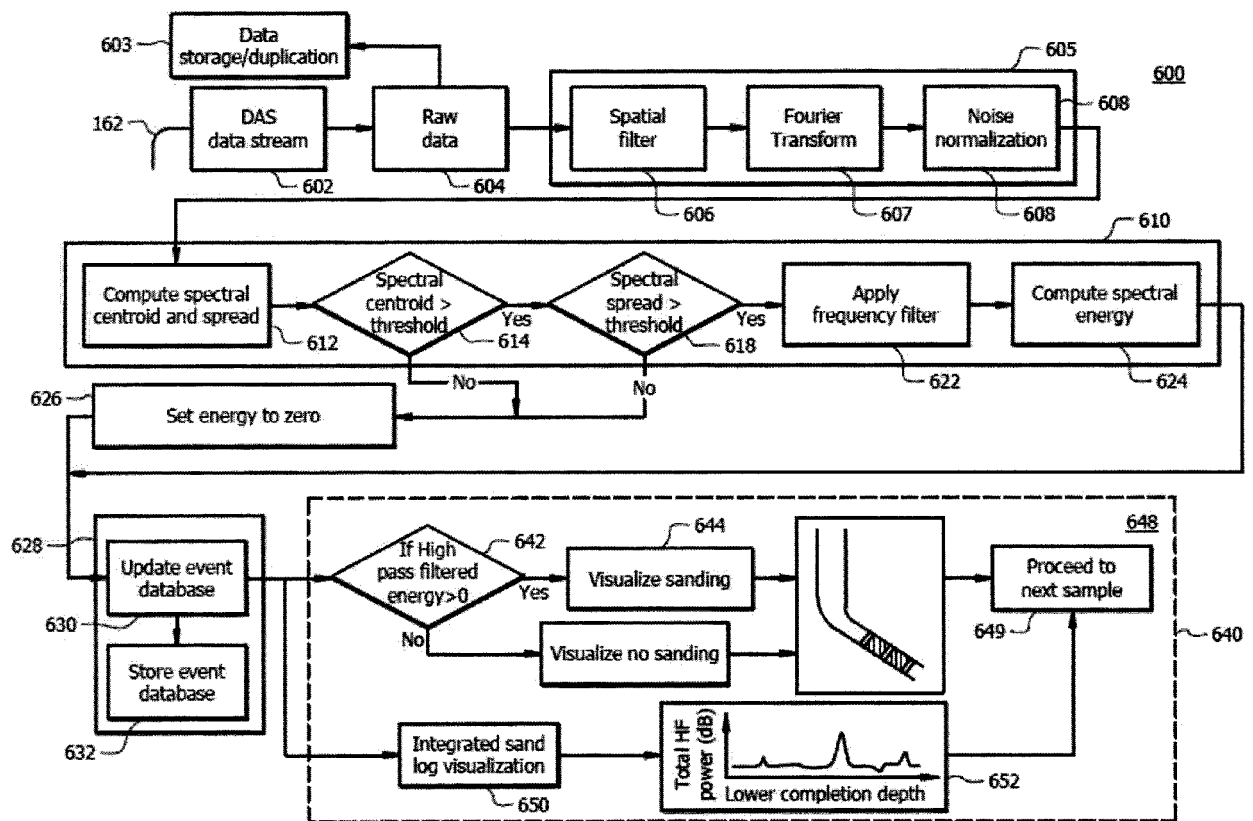 603
Data
storage/duplication
605
600
162
DAS
data stream
602
Raw
data
604
Spatial
filter
606
Fourier
Transform
607
Noise
normalization
608
608
610
Compute spectral
centroid and spread
612
Spectral
centroid >
threshold
614
Yes
No
Spectral
spread >
threshold
618
Yes
No
Apply
frequency filter
622
Compute spectral
energy
624
626
Set energy to zero
628
Update event
database
630
Store event
database
632
If High
pass filtered
energy>0
642
Yes
No
644
Visualize sanding
Visualize no sanding
648
Proceed to
next sample
649
640
Integrated sand
log visualization
650
Total HF
power (dB)
Lower completion depth
652